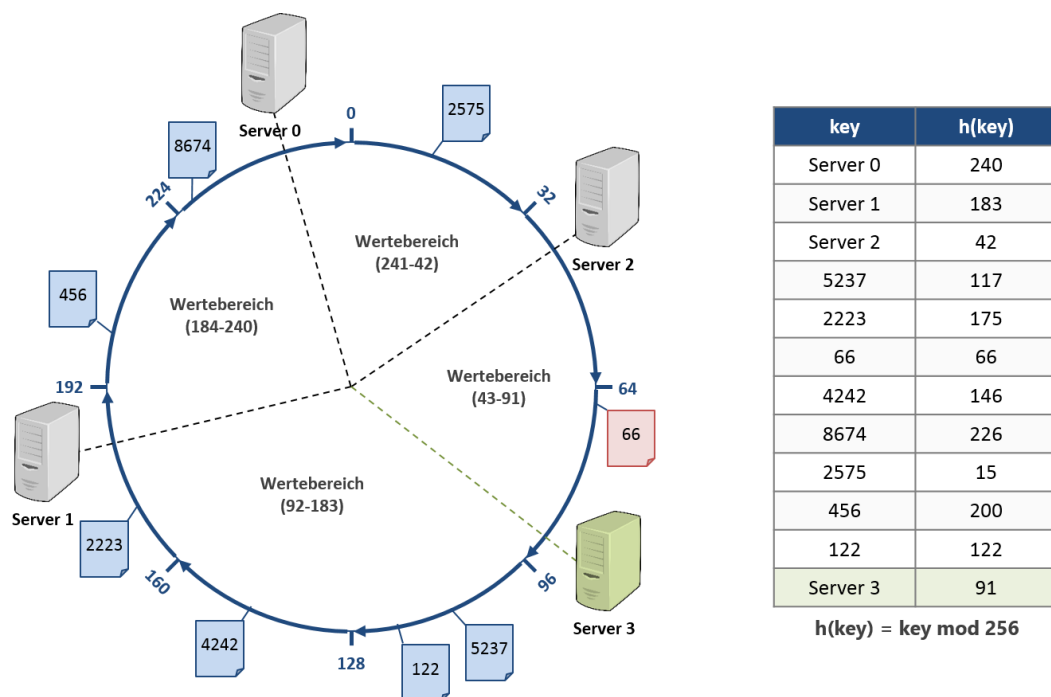 Server 0
0
2575
8674
224
32
Server 2
Wertebereich
(241-42)
456
Wertebereich
(184-240)
192
Wertebereich
(43-91)
64
66
Server 1
Wertebereich
(92-183)
2223
160
96
Server 3
4242
128
122
5237
key h(key)
Server 0 240
Server 1 183
Server 2 42
5237 117
2223 175
66 66
4242 146
8674 226
2575 15
456 200
122 122
Server 3 91
h(key) = key mod 256